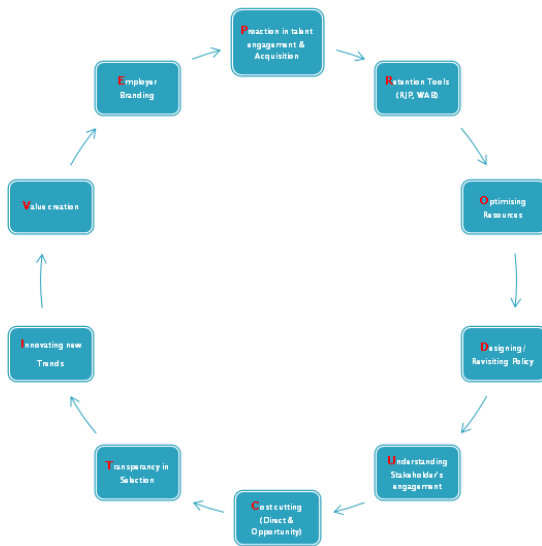 Proaction in talent
engagement &
Acquisition
Retention Tools
(RJP, WAB)
Optimising
Resources
Designing/
Revisiting Policy
Understanding
Stakeholder's
engagement
Cost cutting
(Direct &
Opportunity)
Transperancy in
Selection
Innovating new
Trends
Value creation
Employer
Branding